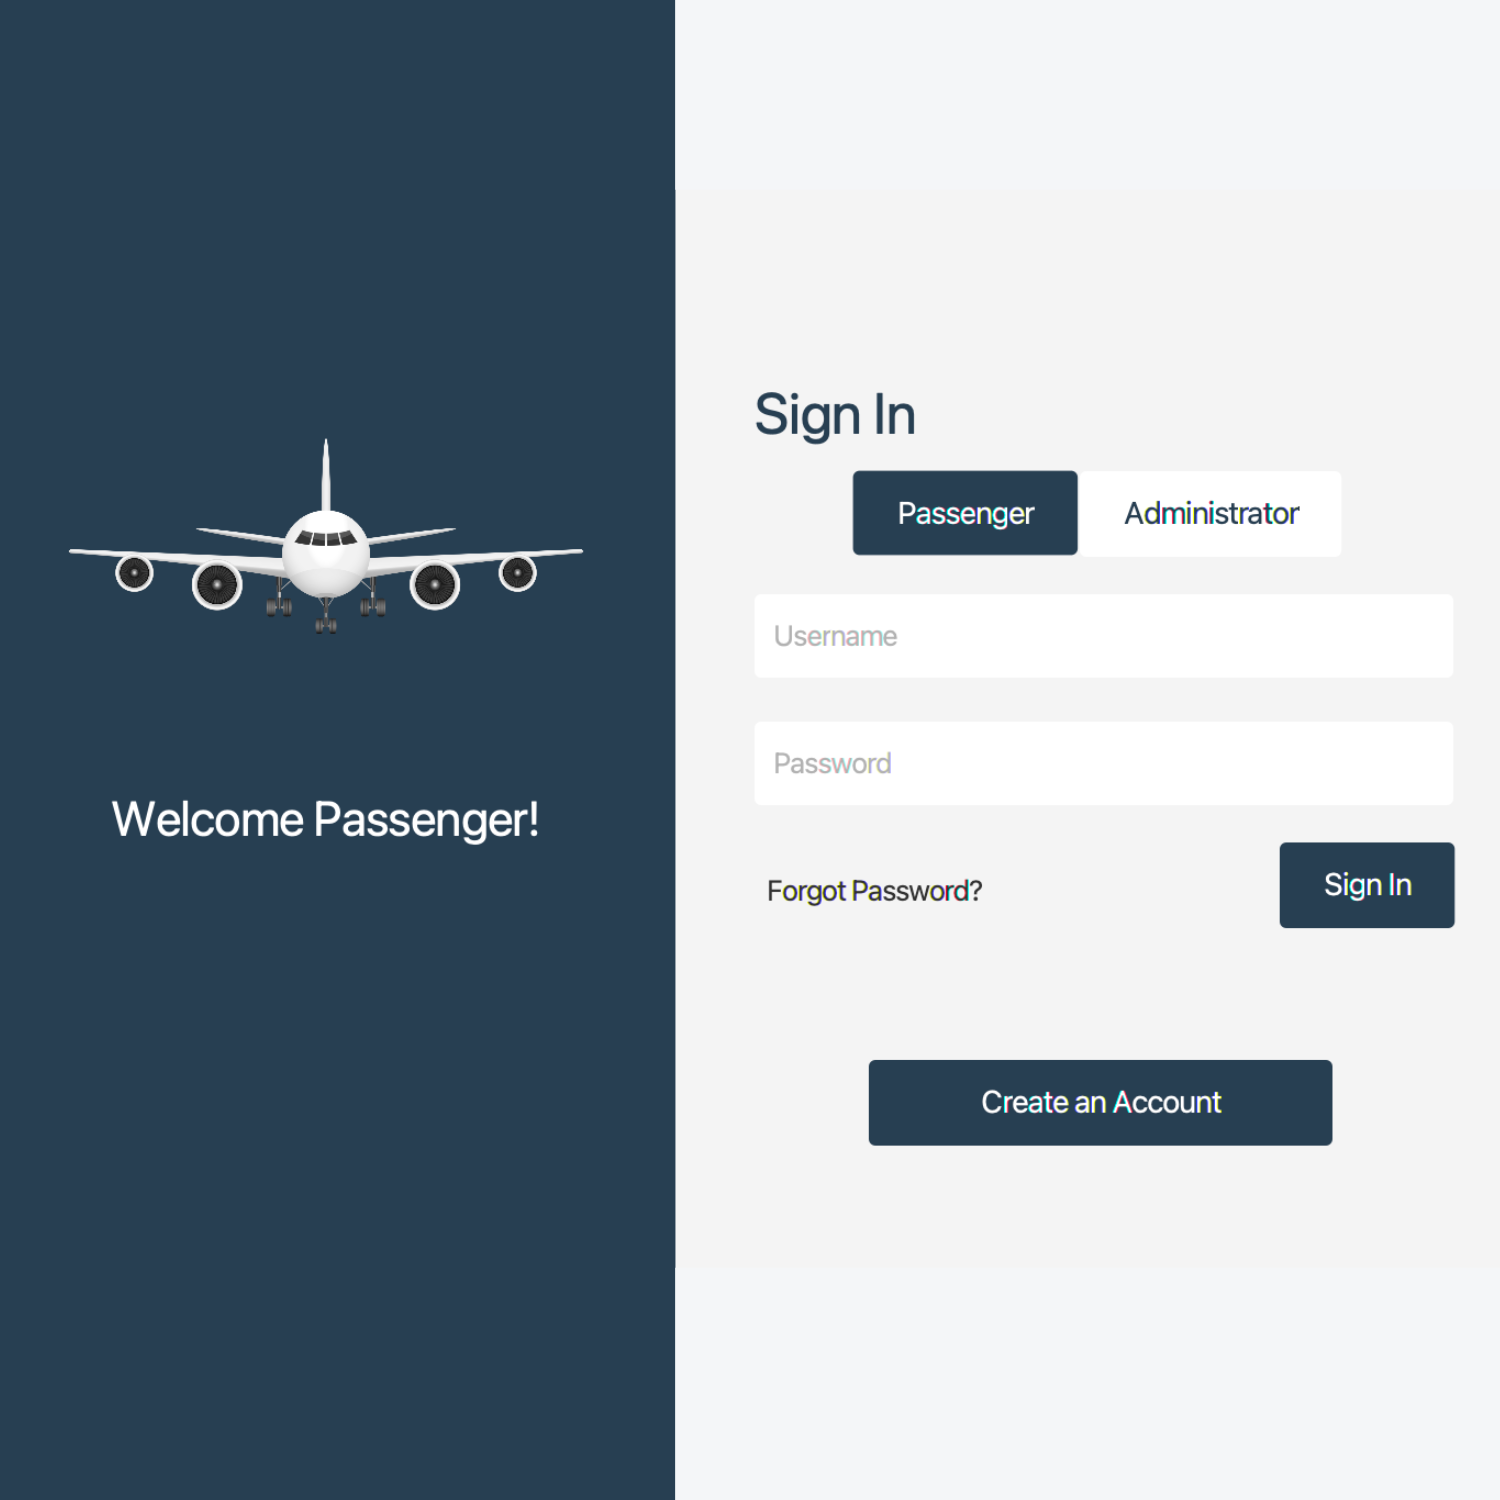 Welcome Passenger!
Sign In
Passenger
Administrator
Username
Password
Forgot Password?
Sign In
Create an Account